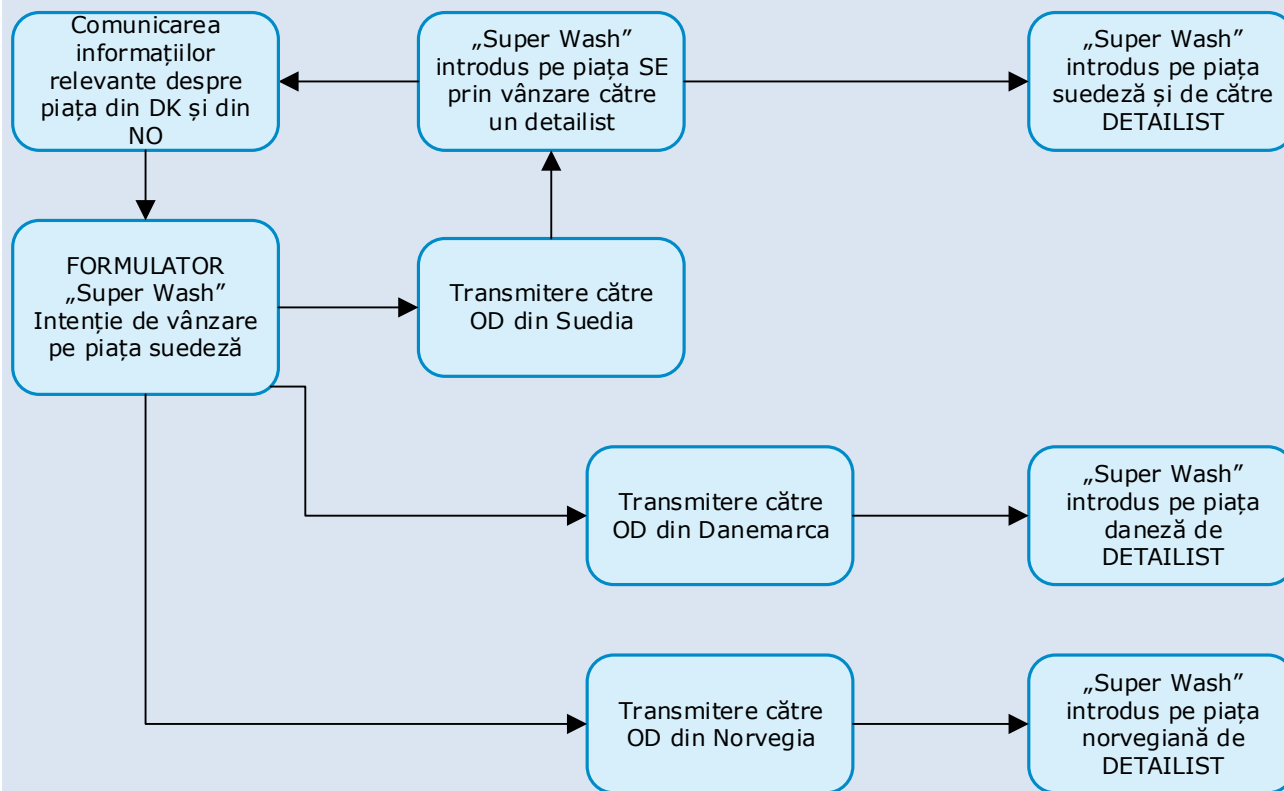 Comunicarea
informațiilor
relevante despre
piața din DK și din
NO
„Super Wash”
introdus pe piața SE
prin vânzare către
un detailist
„Super Wash”
introdus pe piața
suedeză și de către
DETAILIST
FORMULATOR
„Super Wash”
Intenție de vânzare
pe piața suedeză
Transmitere către
OD din Suedia
Transmitere către
OD din Danemarca
„Super Wash”
introdus pe piața
daneză de
DETAILIST
Transmitere către
OD din Norvegia
„Super Wash”
introdus pe piața
norvegiană de
DETAILIST